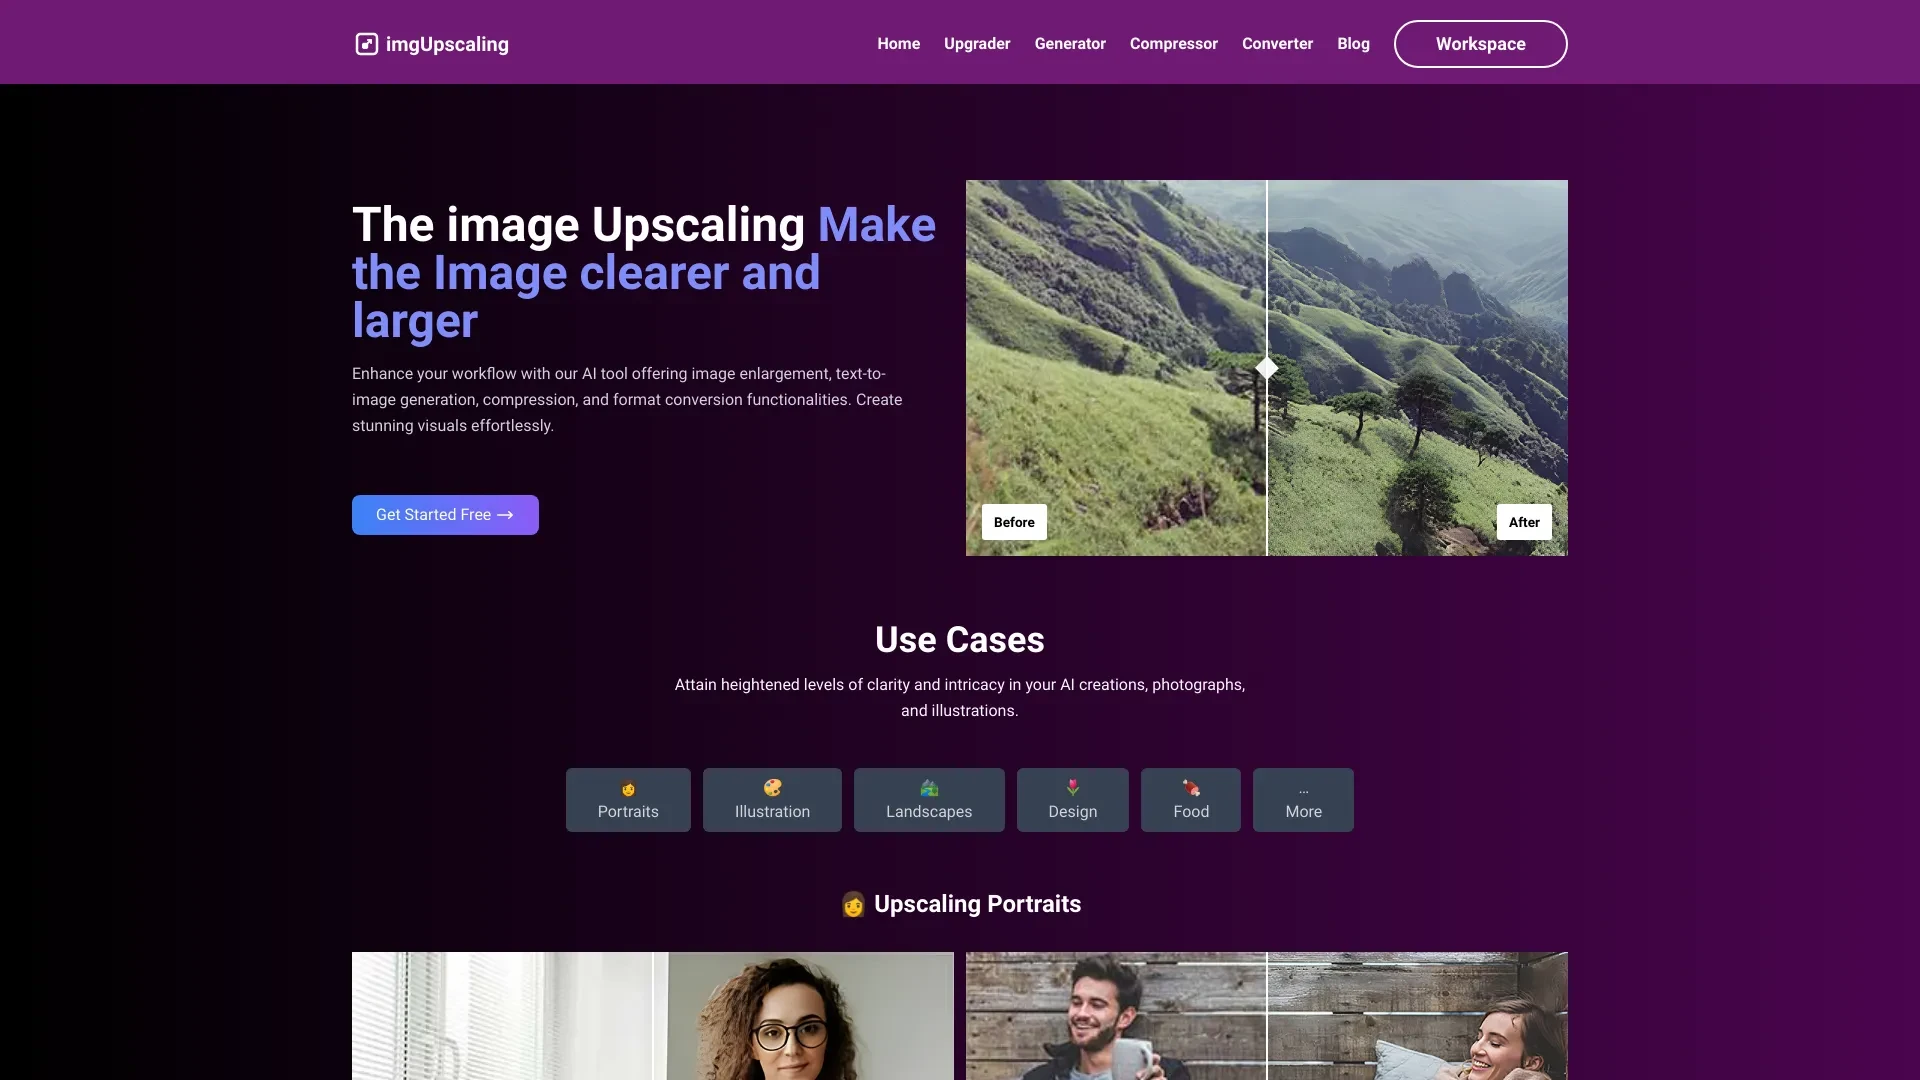 imgUpscaling
Home Upgrader Generator Compressor Converter Blog Workspace
The image Upscaling Make
the Image clearer and
larger
Enhance your workflow with our AI tool offering image enlargement, text-to-
image generation, compression, and format conversion functionalities. Create
stunning visuals effortlessly.
Get Started Free →
Before
After
Use Cases
Attain heightened levels of clarity and intricacy in your AI creations, photographs,
and illustrations.
👩
Portraits
🎨
Illustration
🏞️
Landscapes
🌷
Design
🍖
Food
...
More
👩 Upscaling Portraits